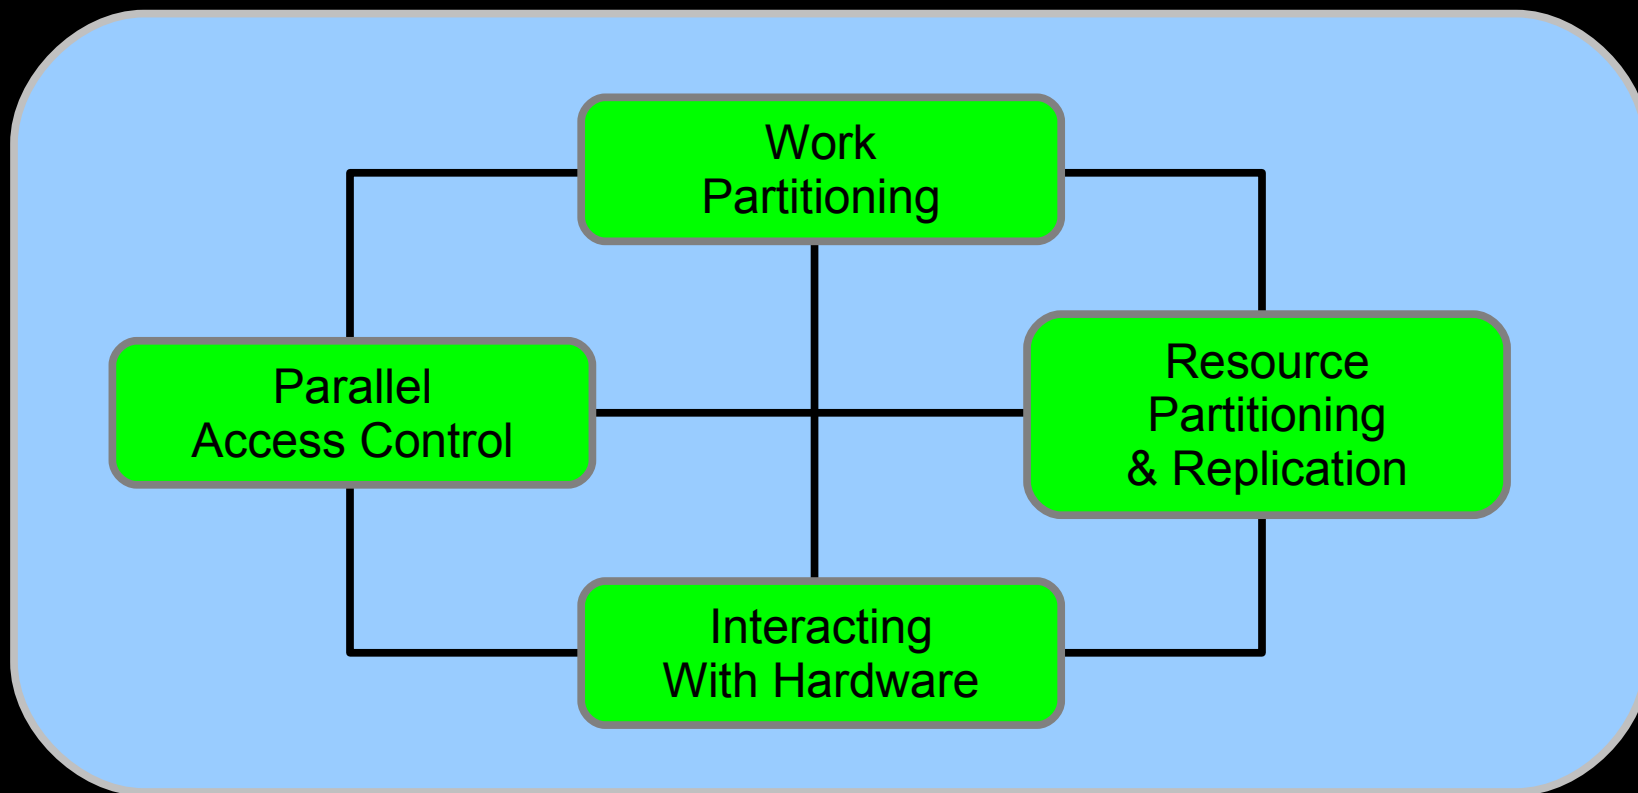 Work
Partitioning
Parallel
Access Control
Resource
Partitioning
& Replication
Interacting
With Hardware